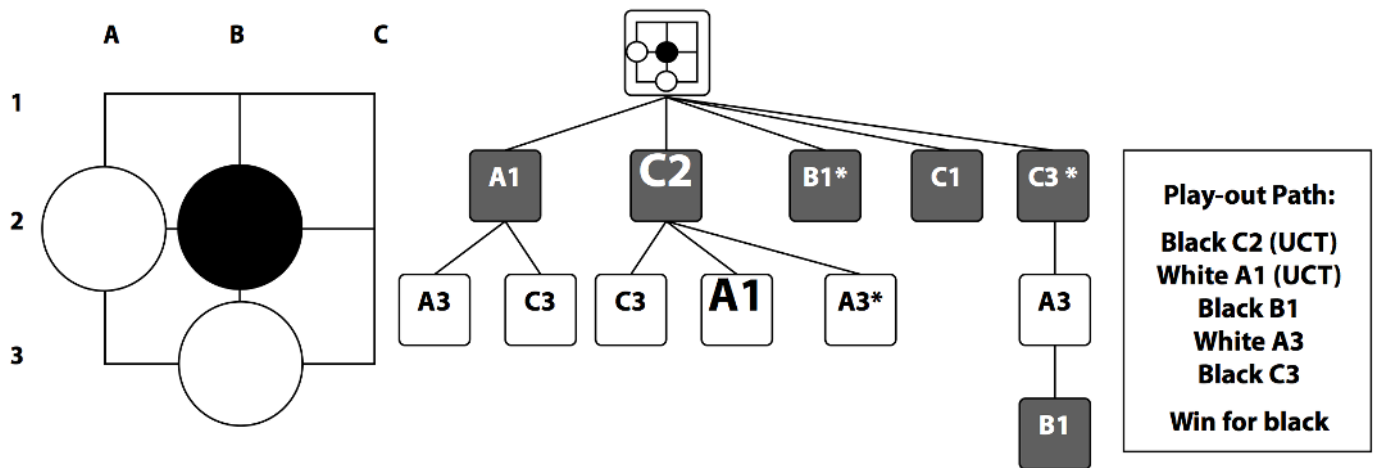 A B C
1
2
3
A1 C2 B1* C1 C3 *
A3 C3 C3 A1 A3* A3
B1
Play-out Path:
Black C2 (UCT)
White A1 (UCT)
Black B1
White A3
Black C3
Win for black